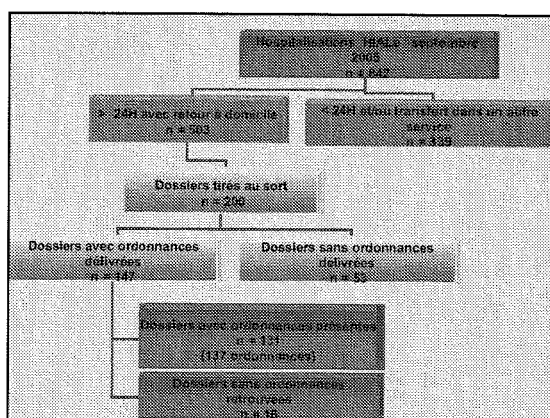 Hospitalisations HIALe septembre
2005
n = 642
> 24H avec retour à domicile
n = 503
< 24H et/ou transfert dans un autre
service
n = 139
Dossiers tirés au sort
n = 200
Dossiers avec ordonnances
délivrées
n = 147
Dossiers sans ordonnances
délivrées
n = 53
Dossiers avec ordonnances présentes
n = 131
(137 ordonnances)
Dossiers sans ordonnances
retrouvées
n = 16